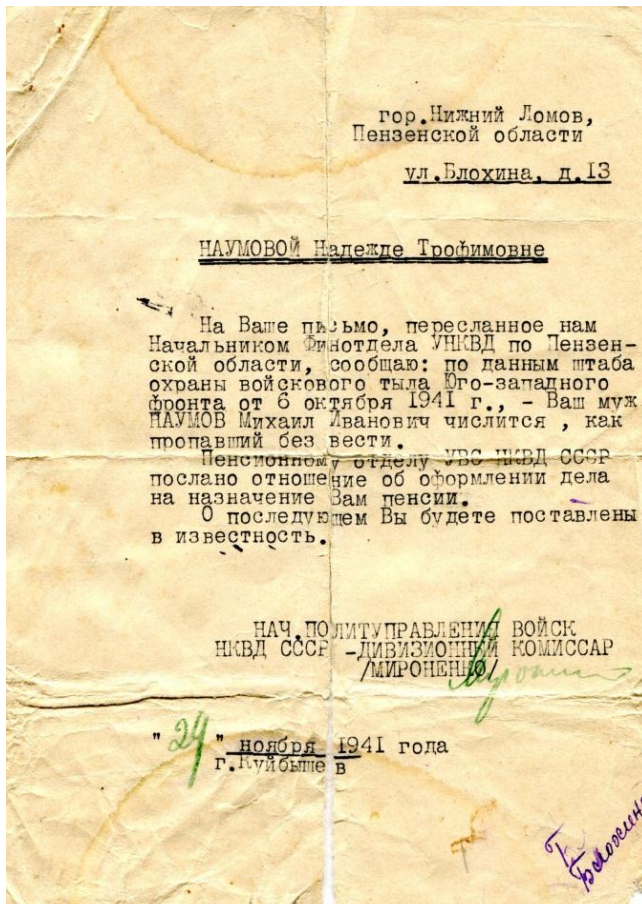 гор.Нижний Ломов,
Пензенской области
ул.Блохина, д.13
НАУМОВОЙ Надежде Трофимовне
На Ваше письмо, пересланное нам
Начальником Финотдела УНКВД по Пензен-
ской области, сообщаю: по данным штаба
охраны войскового тыла Юго-западного
фронта от 6 октября 1941 г., - Ваш муж
НАУМОВ Михаил Иванович числится , как
пропавший без вести.
Пенсионному отделу УВС НКВД СССР
послано отношение об оформлении дела
на назначение Вам пенсии.
О последующем Вы будете поставлены
в известность.
НАЧ.ПОЛИТУПРАВЛЕНИЯ ВОЙСК
НКВД СССР -ДИВИЗИОННЫЙ КОМИССАР
/МИРОНЕНКО/
" 24 " ноября 1941 года
г.Куйбышев